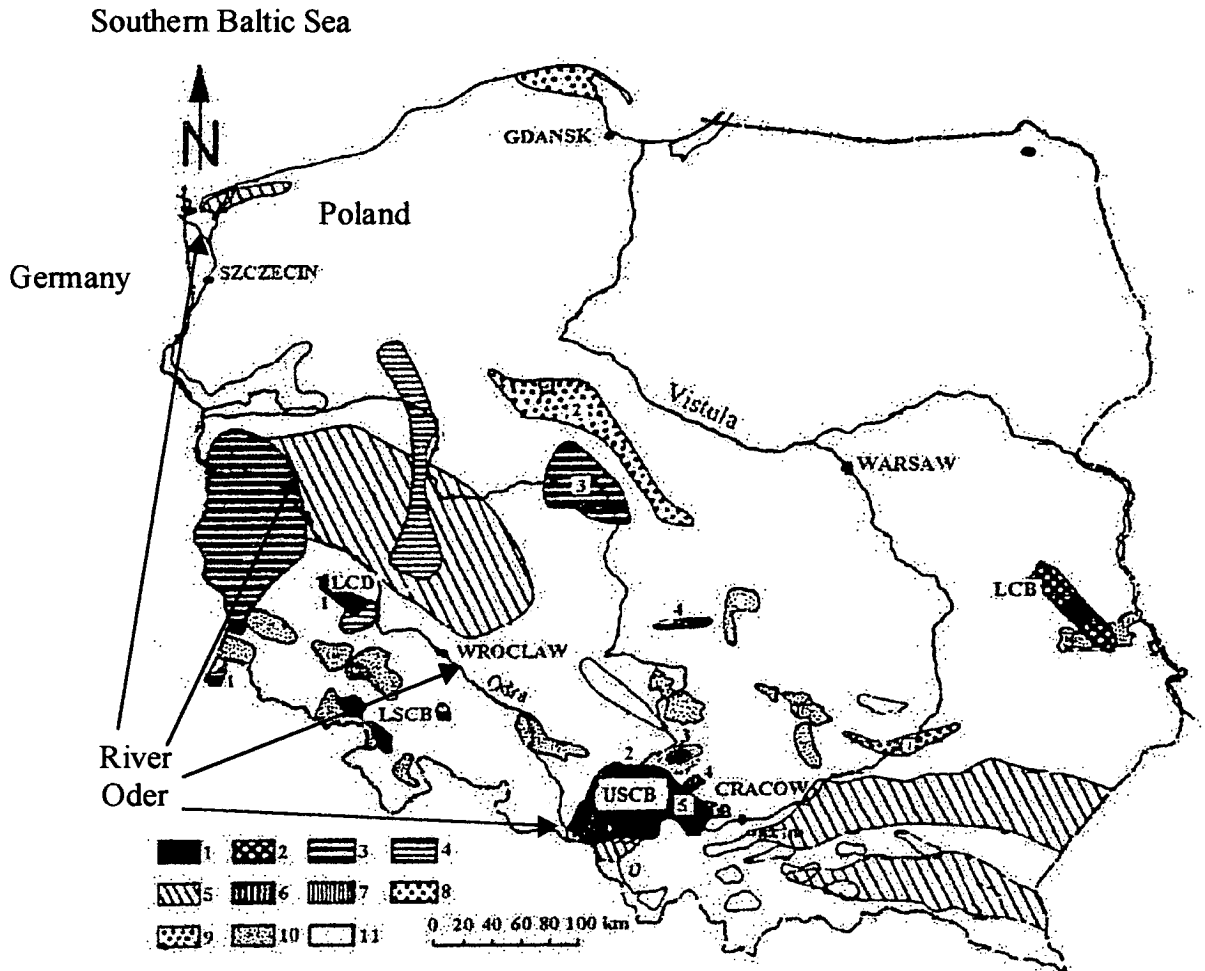 Southern Baltic Sea
N
GDANSK
Poland
Germany
SZCZECIN
Vistula
2
WARSAW
3
LCD
1
LCB
4
WROCLAW
1
Odra
LSCB
River
Oder
2
3
4
USCB
5
CRACOW
1
1 2 3 4
5 6 7 8
9 10 11
0 20 40 60 80 100 km